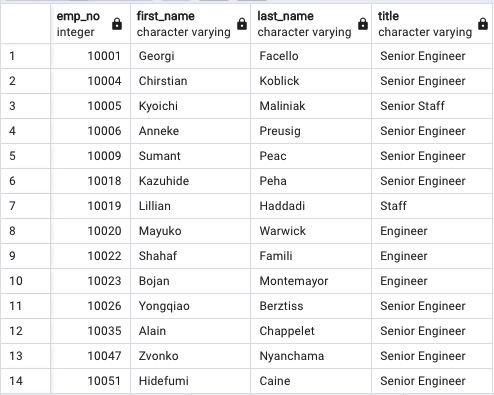 emp_no first_name last_name title
integer character varying character varying character varying
1 10001 Georgi Facello Senior Engineer
2 10004 Chirstian Koblick Senior Engineer
3 10005 Kyoichi Maliniak Senior Staff
4 10006 Anneke Preusig Senior Engineer
5 10009 Sumant Peac Senior Engineer
6 10018 Kazuhide Peha Senior Engineer
7 10019 Lillian Haddadi Staff
8 10020 Mayuko Warwick Engineer
9 10022 Shahaf Famili Engineer
10 10023 Bojan Montemayor Engineer
11 10026 Yongqiao Berztiss Senior Engineer
12 10035 Alain Chappelet Senior Engineer
13 10047 Zvonko Nyanchama Senior Engineer
14 10051 Hidefumi Caine Senior Engineer